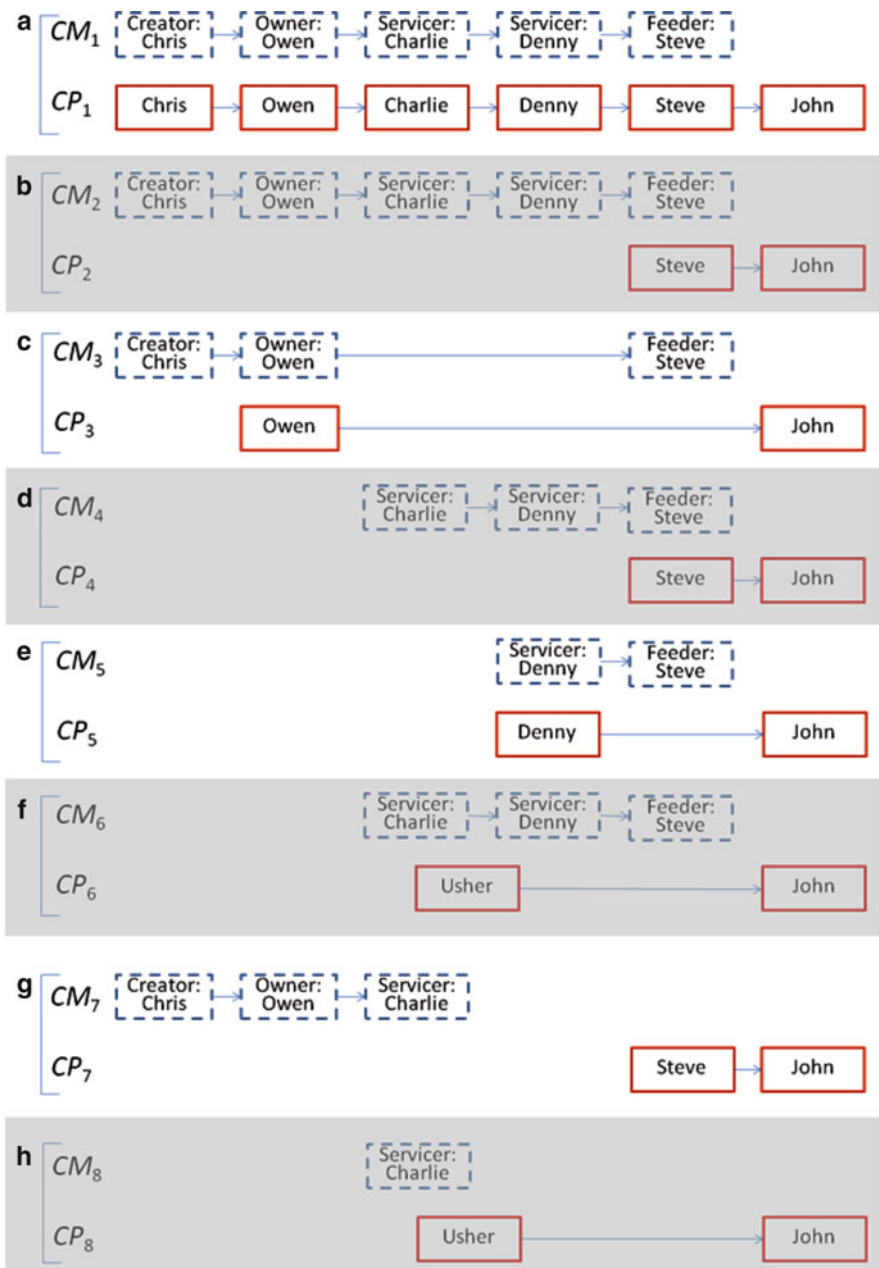 a
CM1
Creator: Chris
Owner: Owen
Servicer: Charlie
Servicer: Denny
Feeder: Steve
CP1
Chris
Owen
Charlie
Denny
Steve
John
b
CM2
Creator: Chris
Owner: Owen
Servicer: Charlie
Servicer: Denny
Feeder: Steve
CP2
Steve
John
c
CM3
Creator: Chris
Owner: Owen
Feeder: Steve
CP3
Owen
John
d
CM4
Servicer: Charlie
Servicer: Denny
Feeder: Steve
CP4
Steve
John
e
CM5
Servicer: Denny
Feeder: Steve
CP5
Denny
John
f
CM6
Servicer: Charlie
Servicer: Denny
Feeder: Steve
CP6
Usher
John
g
CM7
Creator: Chris
Owner: Owen
Servicer: Charlie
CP7
Steve
John
h
CM8
Servicer: Charlie
CP8
Usher
John